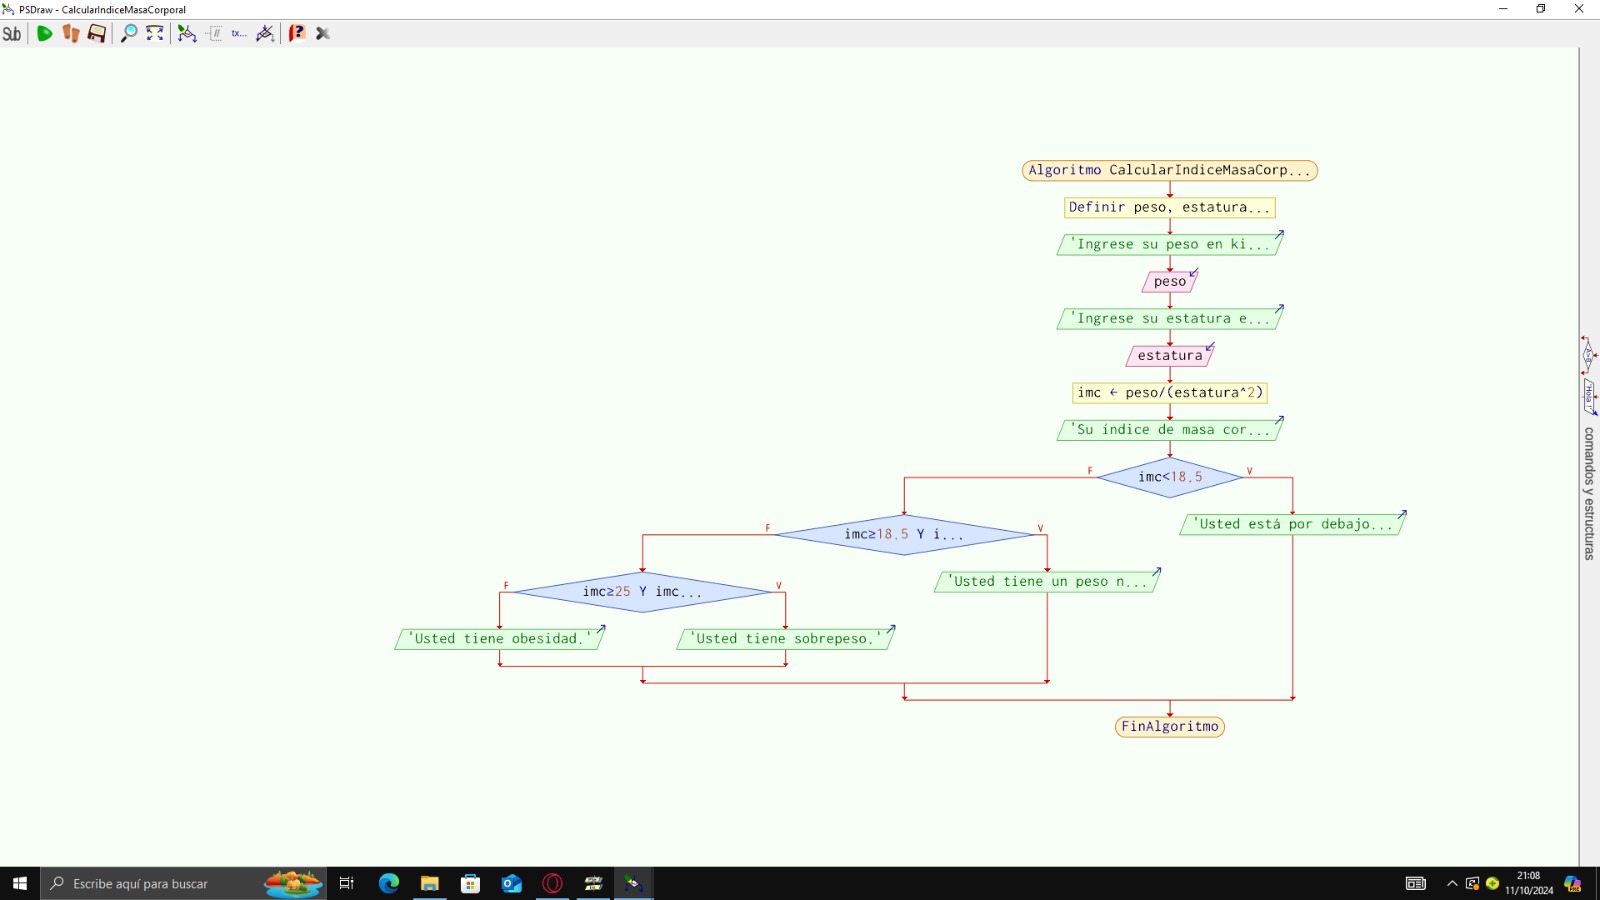 PSDraw - CalcularIndiceMasaCorporal
Sub
tx...
Algoritmo CalcularIndiceMasaCorp...
Definir peso, estatura...
'Ingrese su peso en ki...
peso
'Ingrese su estatura e...
estatura
imc ← peso/(estatura^2)
'Su índice de masa cor...
F
imc<18.5
V
'Usted está por debajo...
F
imc≥18.5 Y i...
V
'Usted tiene un peso n...
F
imc≥25 Y imc...
V
'Usted tiene obesidad.'
'Usted tiene sobrepeso.'
FinAlgoritmo
comandos y estructuras
Escribe aquí para buscar
21:08
11/10/2024